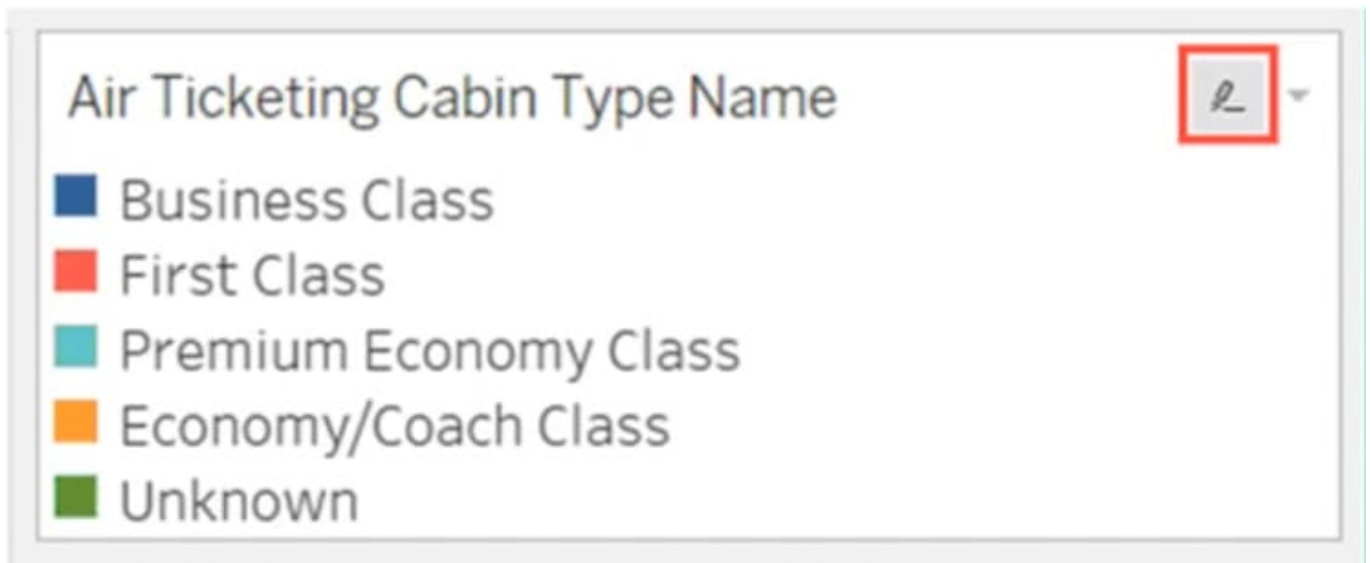 Air Ticketing Cabin Type Name
Business Class
First Class
Premium Economy Class
Economy/Coach Class
Unknown